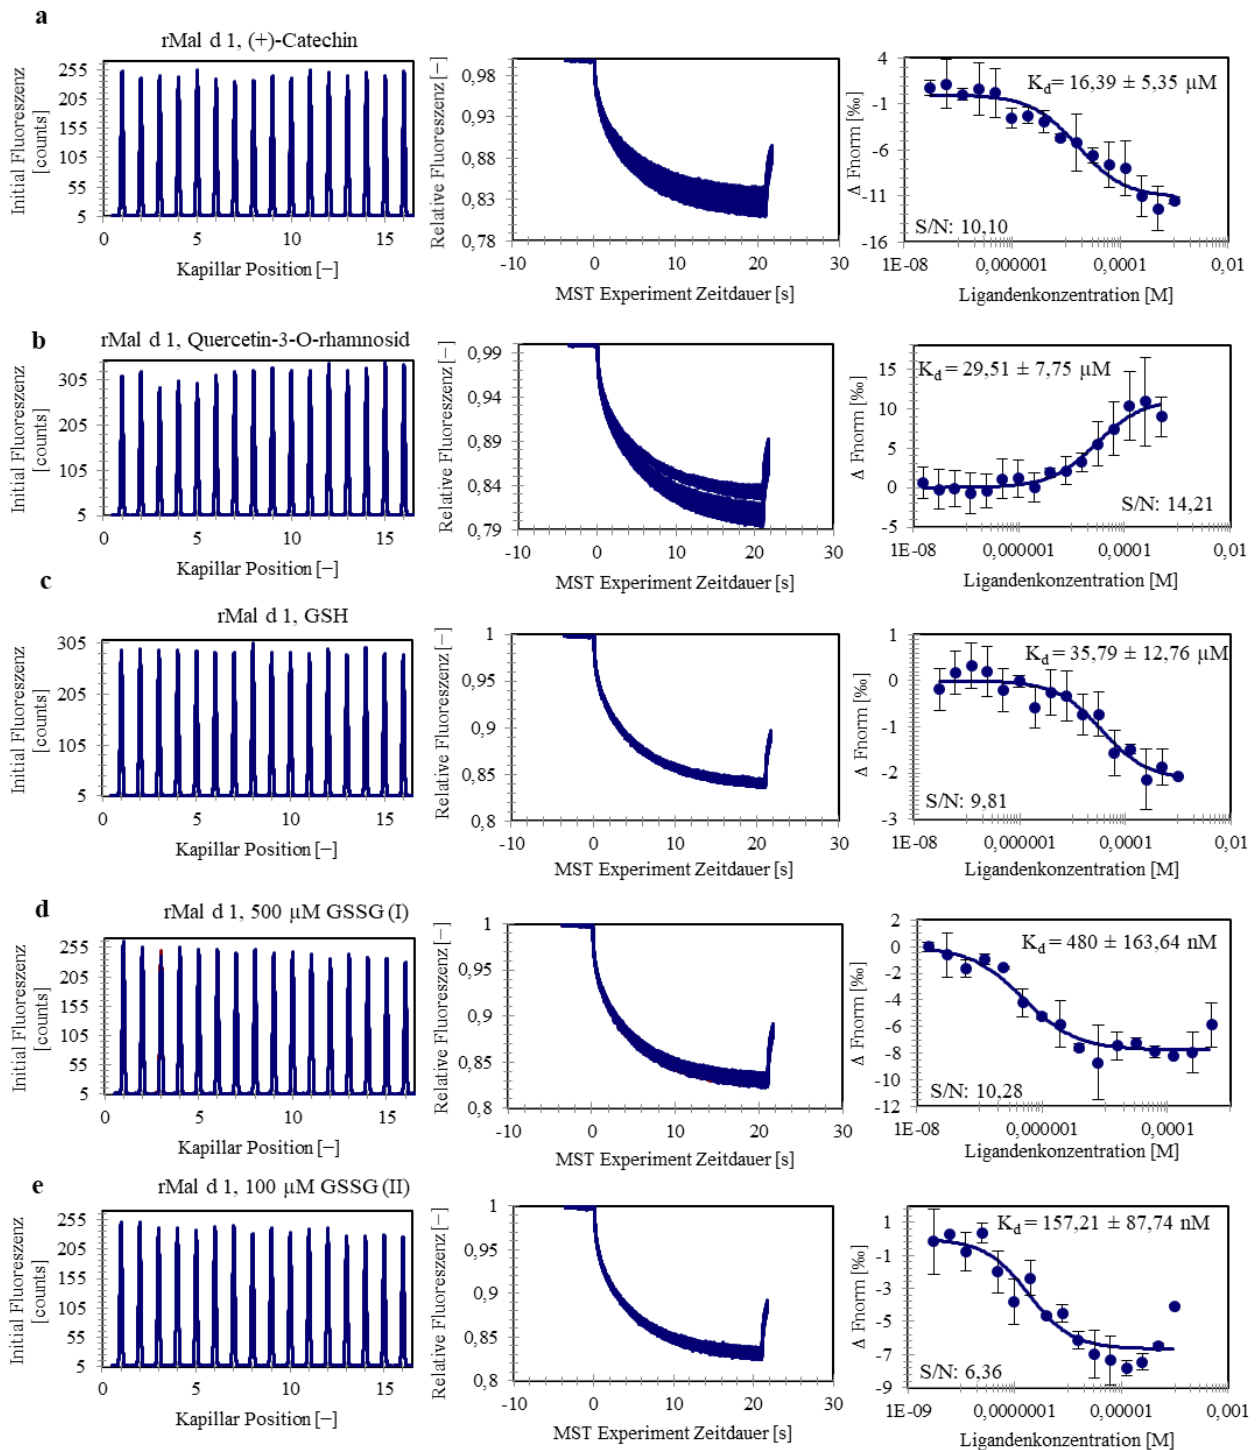 a
rMal d 1, (+)-Catechin
Initial Fluoreszenz
[counts]
255
205
155
105
55
5
0 5 10 15
Kapillar Position [–]
Relative Fluoreszenz [–]
0,98
0,93
0,88
0,83
0,78
-10 0 10 20 30
MST Experiment Zeitdauer [s]
Δ Fnorm [‰]
4
-1
-6
-11
-16
Kd = 16,39 ± 5,35 µM
S/N: 10,10
1E-08 0,000001 0,0001 0,01
Ligandenkonzentration [M]
b
rMal d 1, Quercetin-3-O-rhamnosid
Initial Fluoreszenz
[counts]
305
205
105
5
0 5 10 15
Kapillar Position [–]
Relative Fluoreszenz [–]
0,99
0,94
0,89
0,84
0,79
-10 0 10 20 30
MST Experiment Zeitdauer [s]
Δ Fnorm [‰]
15
10
5
0
-5
Kd = 29,51 ± 7,75 µM
S/N: 14,21
1E-08 0,000001 0,0001 0,01
Ligandenkonzentration [M]
c
rMal d 1, GSH
Initial Fluoreszenz
[counts]
305
205
105
5
0 5 10 15
Kapillar Position [–]
Relative Fluoreszenz [–]
1
0,95
0,9
0,85
0,8
-10 0 10 20 30
MST Experiment Zeitdauer [s]
Δ Fnorm [‰]
1
0
-1
-2
-3
Kd = 35,79 ± 12,76 µM
S/N: 9,81
1E-08 0,000001 0,0001 0,01
Ligandenkonzentration [M]
d
rMal d 1, 500 µM GSSG (I)
Initial Fluoreszenz
[counts]
255
205
155
105
55
5
0 5 10 15
Kapillar Position [–]
Relative Fluoreszenz [–]
1
0,95
0,9
0,85
0,8
-10 0 10 20 30
MST Experiment Zeitdauer [s]
Δ Fnorm [‰]
2
0
-2
-4
-6
-8
-10
-12
Kd = 480 ± 163,64 nM
S/N: 10,28
1E-08 0,000001 0,0001
Ligandenkonzentration [M]
e
rMal d 1, 100 µM GSSG (II)
Initial Fluoreszenz
[counts]
255
205
155
105
55
5
0 5 10 15
Kapillar Position [–]
Relative Fluoreszenz [–]
1
0,95
0,9
0,85
0,8
-10 0 10 20 30
MST Experiment Zeitdauer [s]
Δ Fnorm [‰]
1
-1
-3
-5
-7
-9
Kd = 157,21 ± 87,74 nM
S/N: 6,36
1E-09 0,0000001 0,00001 0,001
Ligandenkonzentration [M]